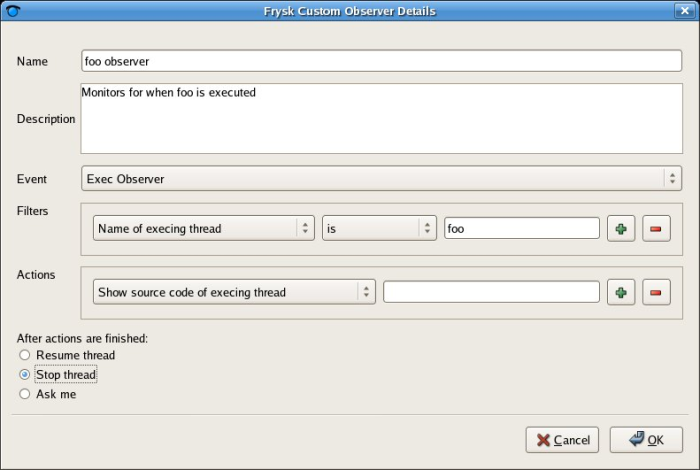 Frysk Custom Observer Details
Name
foo observer
Description
Monitors for when foo is executed
Event
Exec Observer
Filters
Name of execing thread
is
foo
Actions
Show source code of execing thread
After actions are finished:
Resume thread
Stop thread
Ask me
Cancel
OK